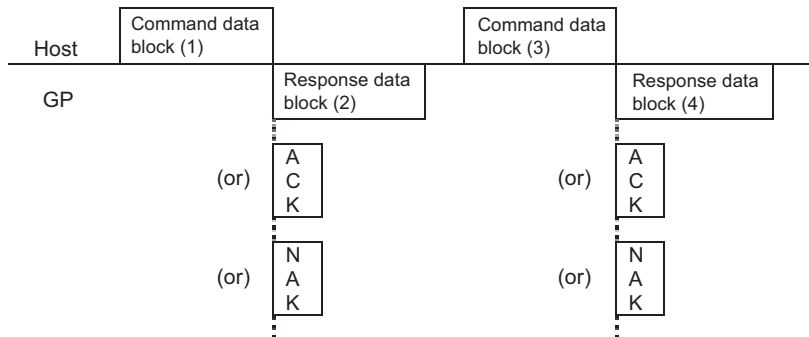 Host
Command data
block (1)
Command data
block (3)
GP
Response data
block (2)
Response data
block (4)
(or)
A
C
K
(or)
A
C
K
(or)
N
A
K
(or)
N
A
K